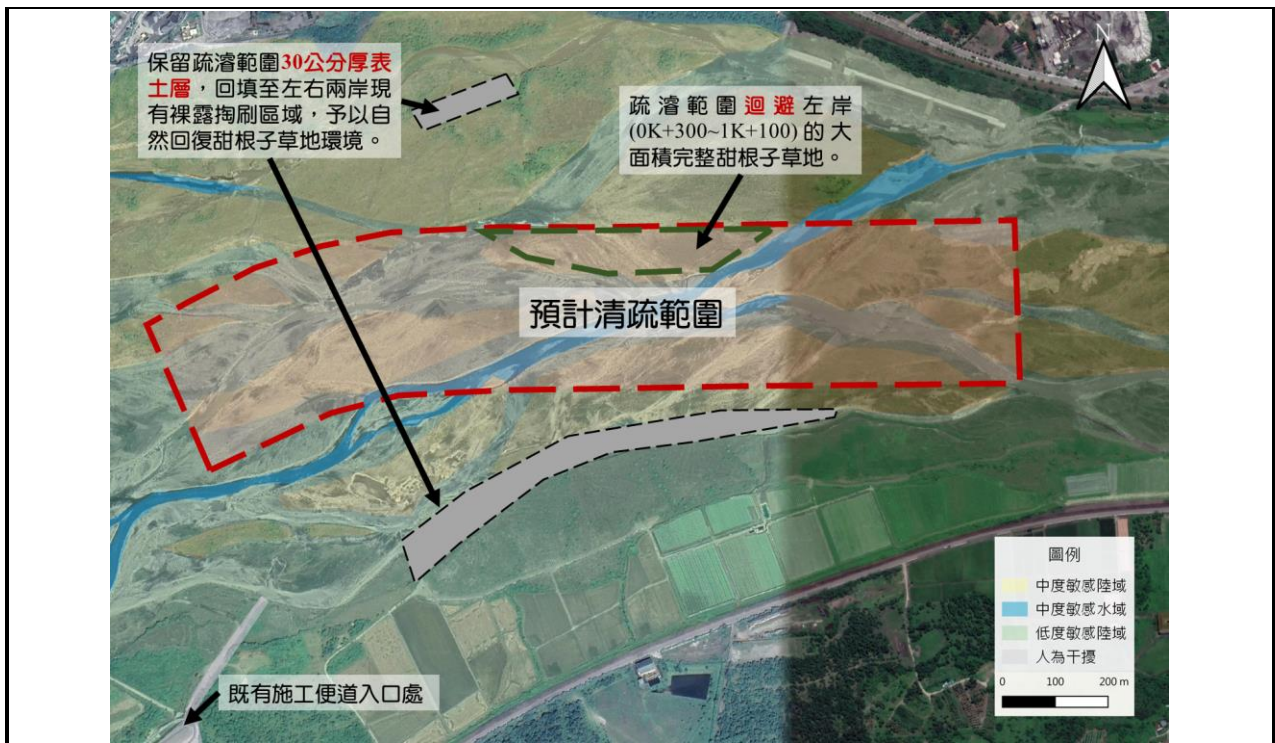 保留疏濬範圍30公分厚表
土層，回填至左右兩岸現
有裸露掏刷區域，予以自
然回復甜根子草地環境。
疏濬範圍迴避左岸
(0K+300~1K+100)的大
面積完整甜根子草地。
N
預計清疏範圍
既有施工便道入口處
圖例
中度敏感陸域
中度敏感水域
低度敏感陸域
人為干擾
0 100 200 m